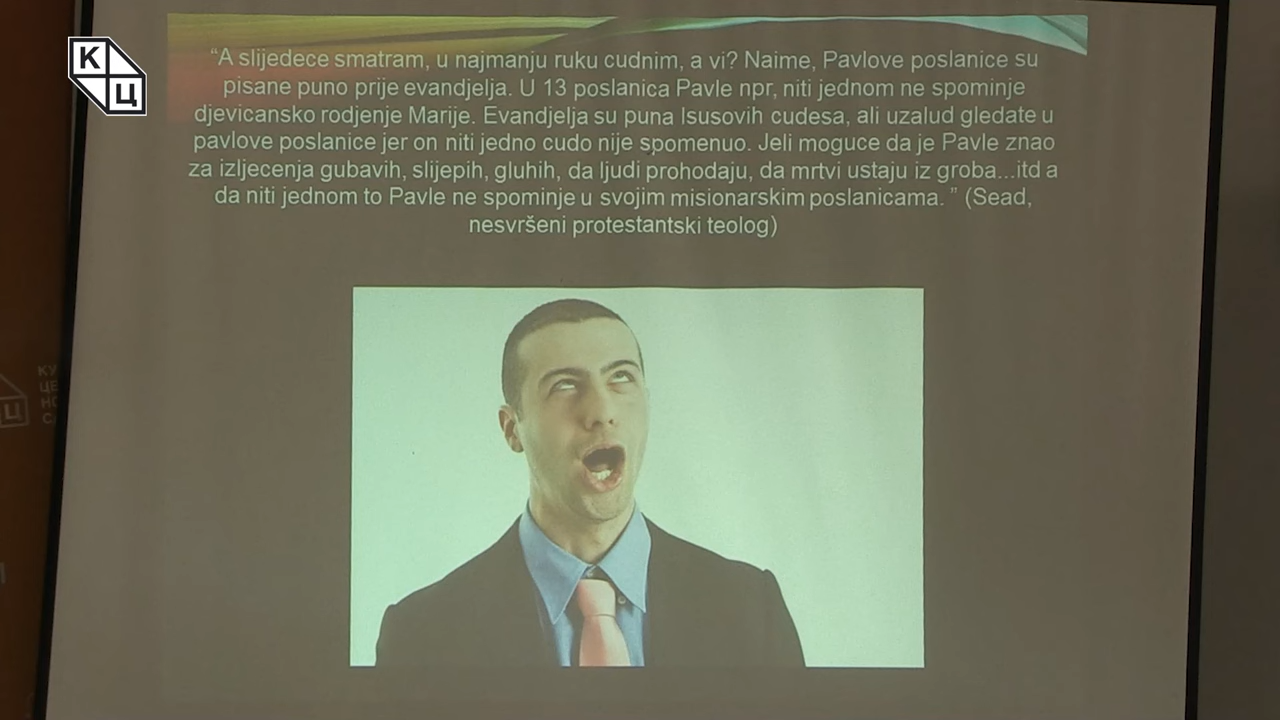 К
Ц
“A slijedece smatram, u najmanju ruku cudnim, a vi? Naime, Pavlove poslanice su
pisane puno prije evandjelja. U 13 poslanica Pavle npr, niti jednom ne spominje
djevicansko rodjenje Marije. Evandjelja su puna Isusovih cudesa, ali uzalud gledate u
pavlove poslanice jer on niti jedno cudo nije spomenuo. Jeli moguce da je Pavle znao
za izljecenja gubavih, slijepih, gluhih, da ljudi prohodaju, da mrtvi ustaju iz groba...itd a
da niti jednom to Pavle ne spominje u svojim misionarskim poslanicama. ” (Sead,
nesvršeni protestantski teolog)
Ц